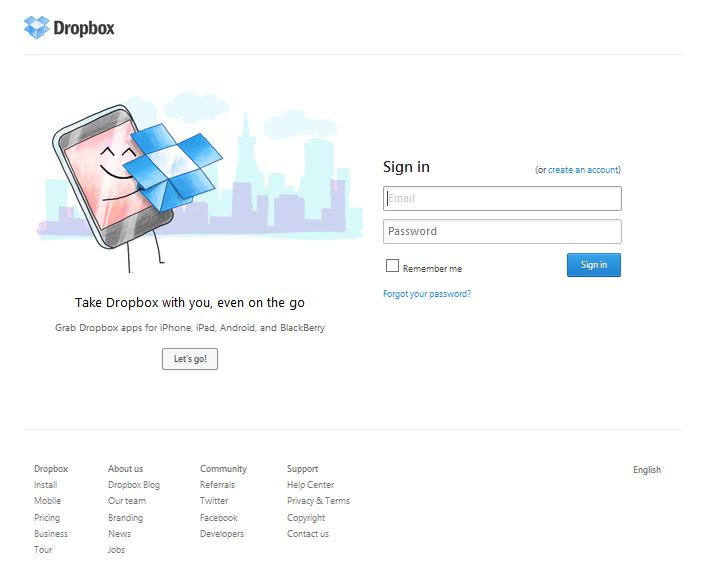 Dropbox
Sign in
(or create an account)
Email
Password
Remember me
Sign in
Forgot your password?
Take Dropbox with you, even on the go
Grab Dropbox apps for iPhone, iPad, Android, and BlackBerry
Let's go!
Dropbox
Install
Mobile
Pricing
Business
Tour
About us
Dropbox Blog
Our team
Branding
News
Jobs
Community
Referrals
Twitter
Facebook
Developers
Support
Help Center
Privacy & Terms
Copyright
Contact us
English